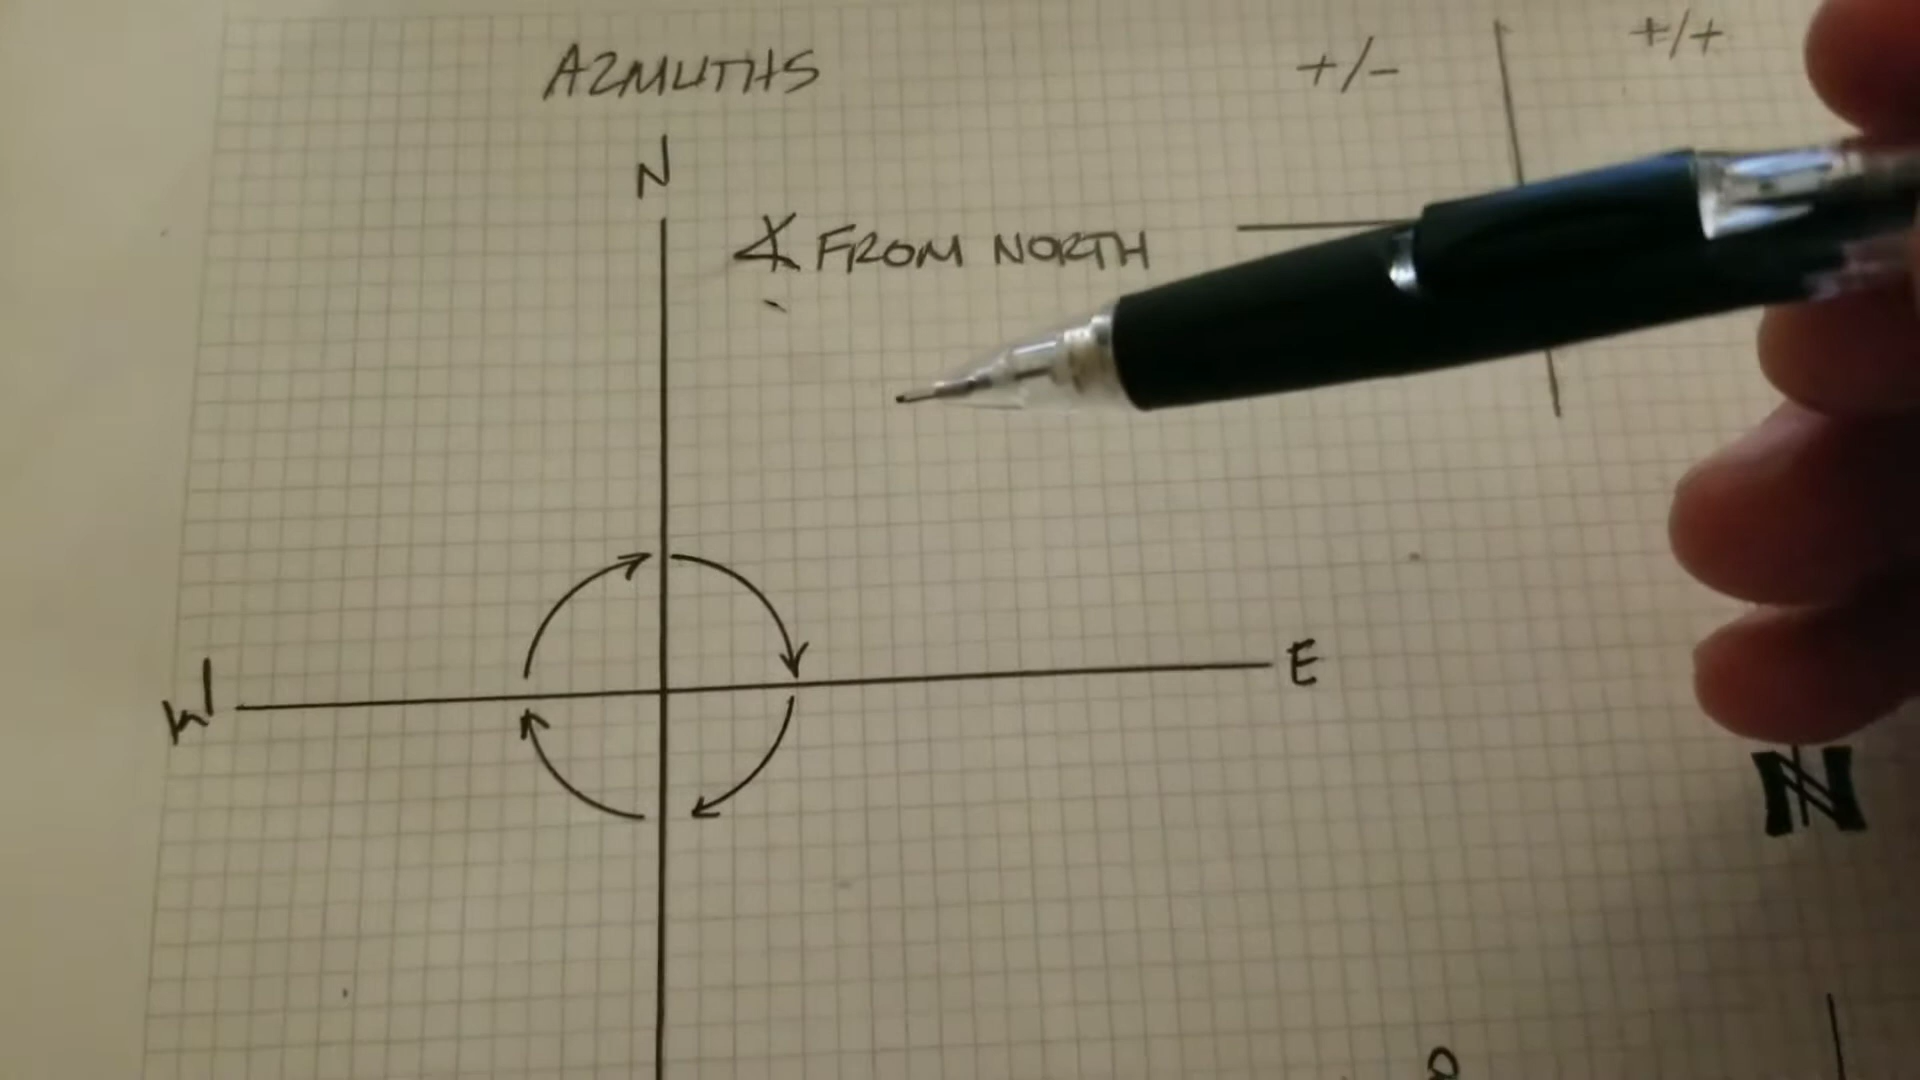 AZMUTHS
+/-
+/+
N
∠ FROM NORTH
W
E
N